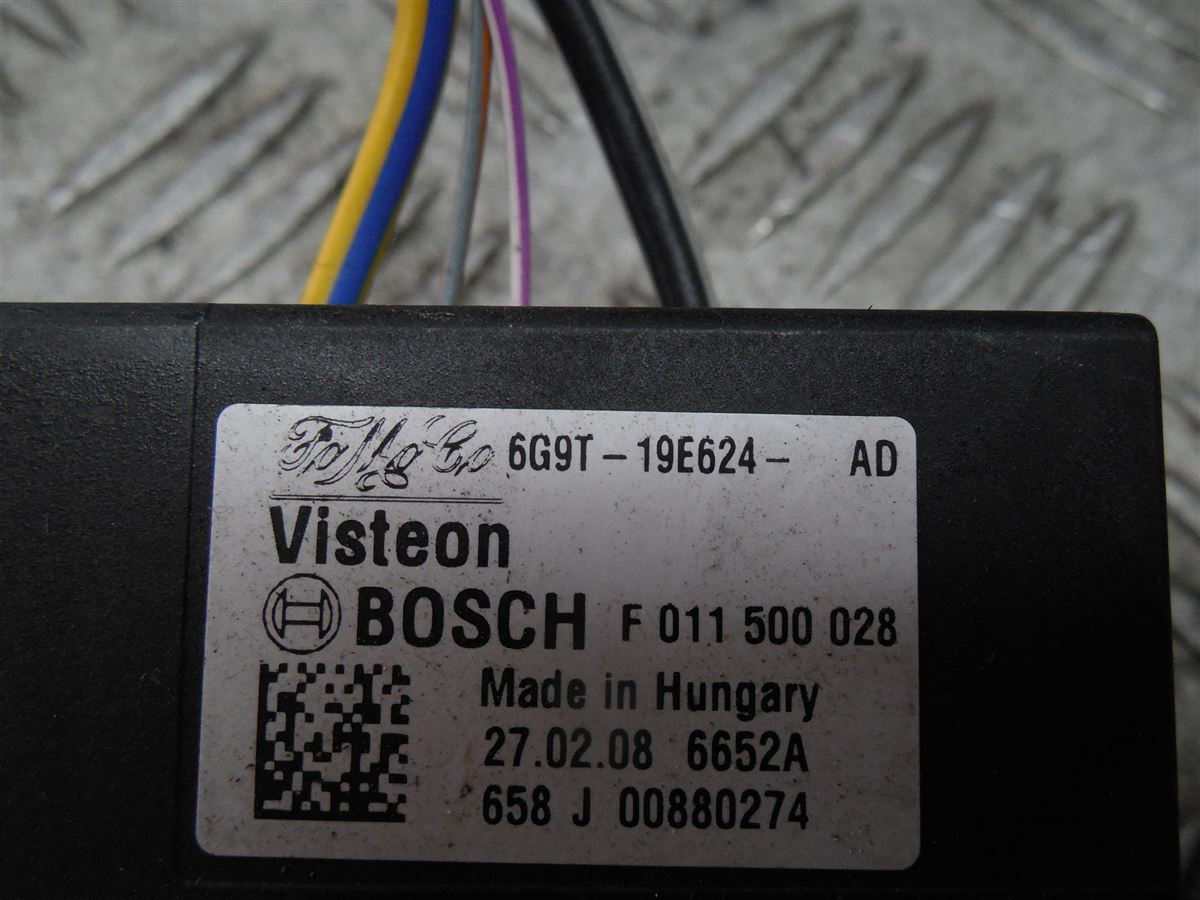 FoMoCo 6G9T - 19E624 - AD
Visteon
BOSCH F 011 500 028
Made in Hungary
27.02.08 6652A
658 J 00880274